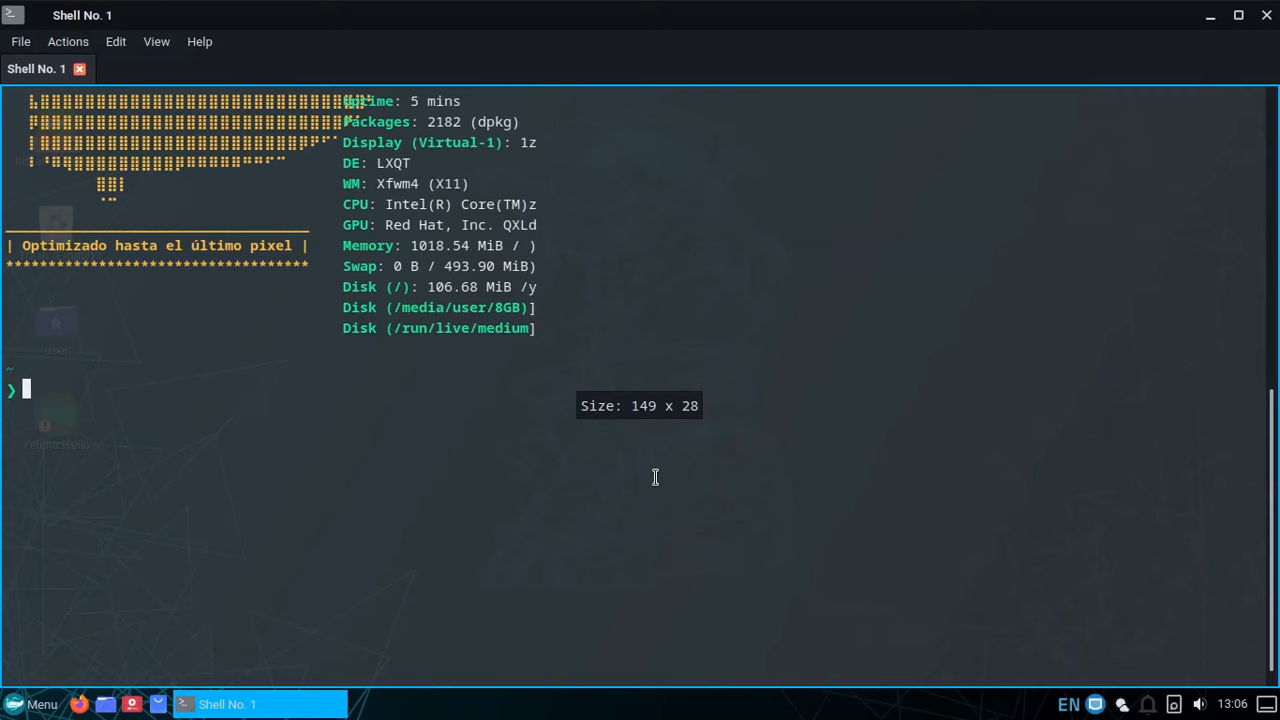 Shell No. 1
File Actions Edit View Help
Shell No. 1
Uptime: 5 mins
Packages: 2182 (dpkg)
Display (Virtual-1): 1z
DE: LXQT
WM: Xfwm4 (X11)
CPU: Intel(R) Core(TM)z
GPU: Red Hat, Inc. QXLd
| Optimizado hasta el último pixel |
Memory: 1018.54 MiB / )
***********************************
Swap: 0 B / 493.90 MiB)
Disk (/): 106.68 MiB /y
Disk (/media/user/8GB)]
Disk (/run/live/medium]
~
❯
Size: 149 x 28
Menu
Shell No. 1
EN
13:06